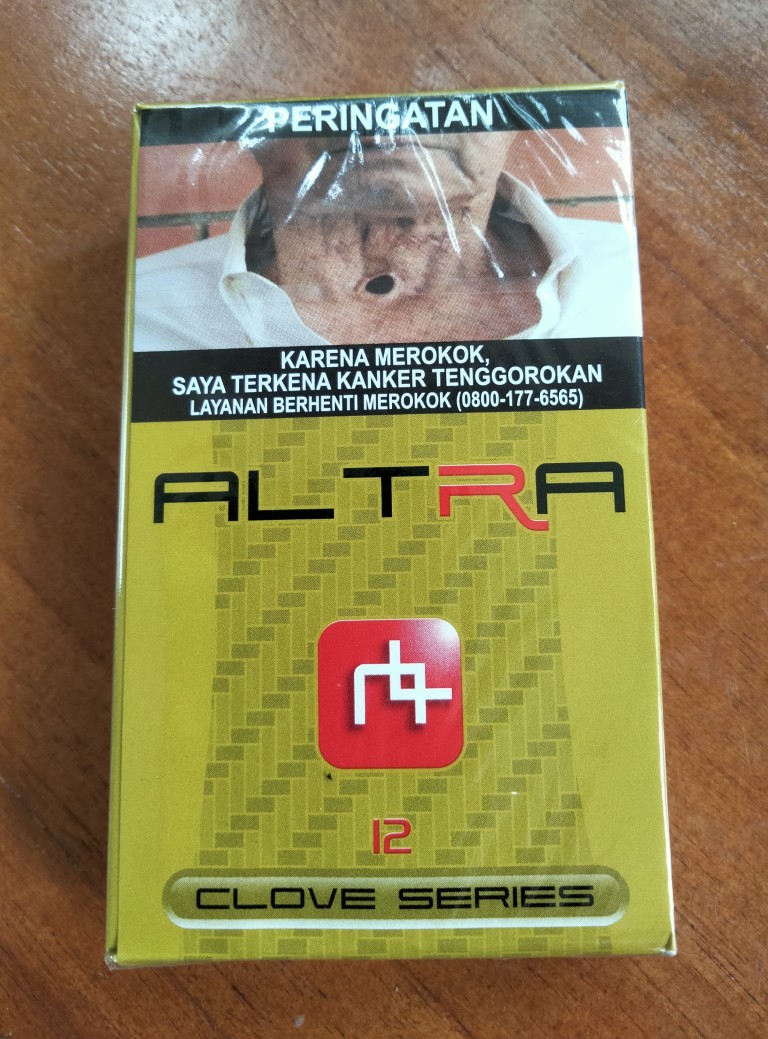 PERINGATAN
KARENA MEROKOK,
SAYA TERKENA KANKER TENGGOROKAN
LAYANAN BERHENTI MEROKOK (0800-177-6565)
ALTRA
12
CLOVE SERIES